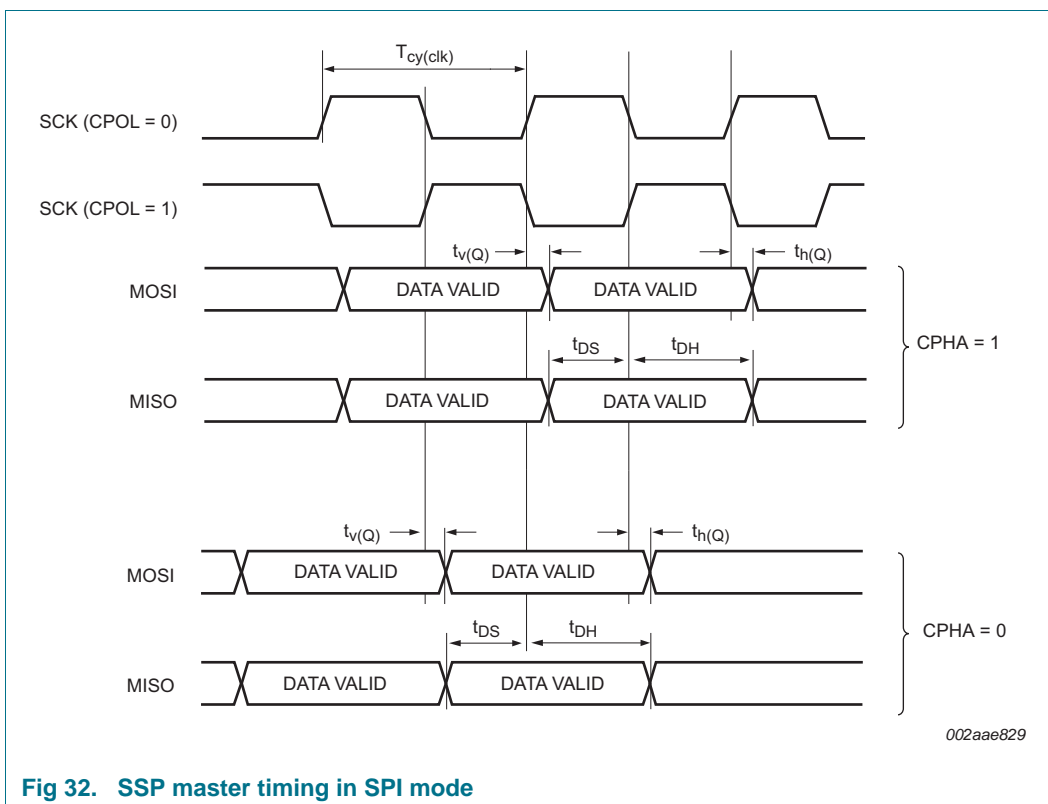 Tcy(clk)
SCK (CPOL = 0)
SCK (CPOL = 1)
tv(Q)
th(Q)
MOSI
DATA VALID
DATA VALID
tDS
tDH
CPHA = 1
MISO
DATA VALID
DATA VALID
tv(Q)
th(Q)
MOSI
DATA VALID
DATA VALID
tDS
tDH
CPHA = 0
MISO
DATA VALID
DATA VALID
002aae829
Fig 32. SSP master timing in SPI mode